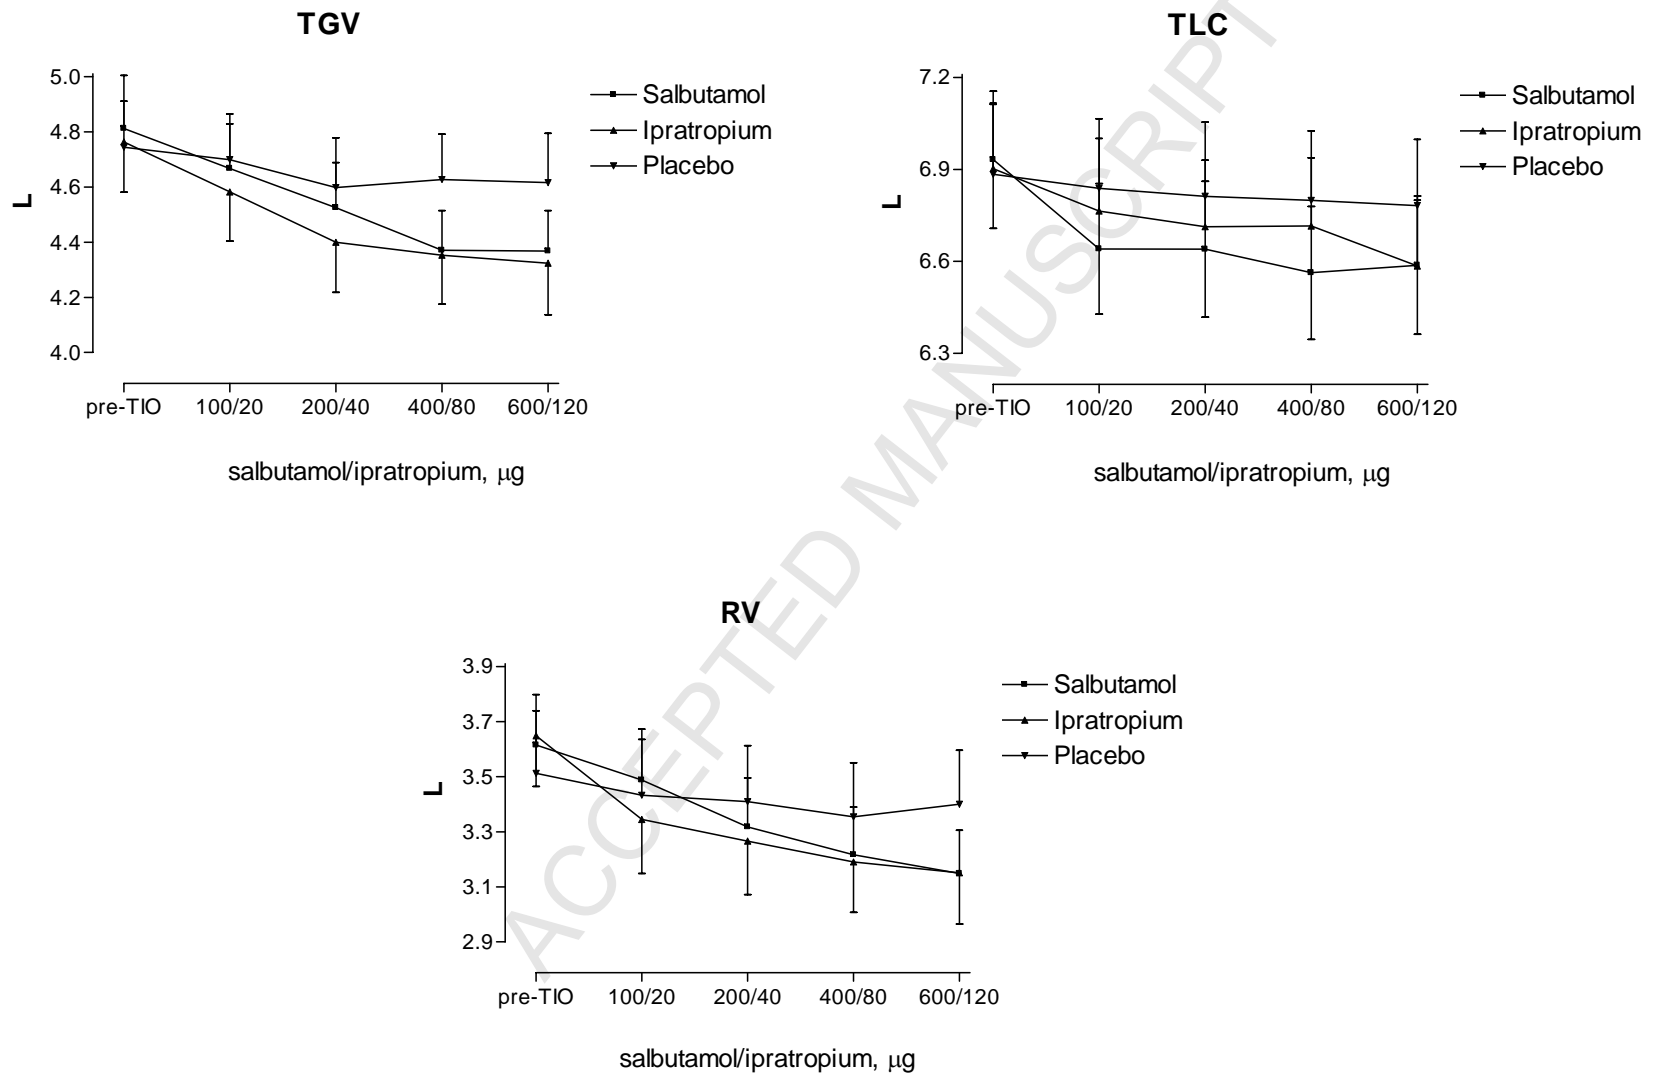 TGV
5.0
4.8
4.6
4.4
4.2
4.0
L
Salbutamol
Ipratropium
Placebo
pre-TIO 100/20 200/40 400/80 600/120
salbutamol/ipratropium, μg
TLC
7.2
6.9
6.6
6.3
L
Salbutamol
Ipratropium
Placebo
pre-TIO 100/20 200/40 400/80 600/120
salbutamol/ipratropium, μg
RV
3.9
3.7
3.5
3.3
3.1
2.9
L
Salbutamol
Ipratropium
Placebo
pre-TIO 100/20 200/40 400/80 600/120
salbutamol/ipratropium, μg
ACCEPTED MANUSCRIPT